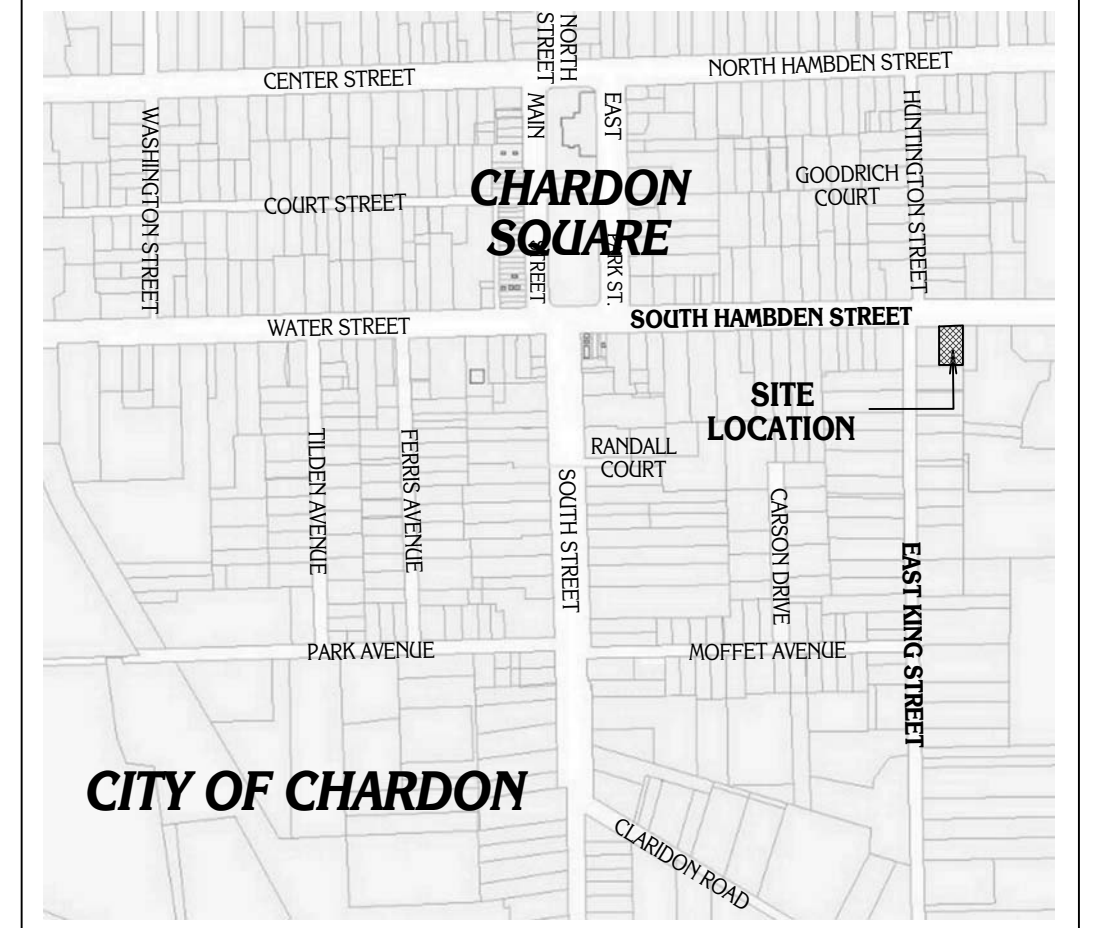 NORTH
STREET
CENTER STREET
NORTH HAMBDEN STREET
WASHINGTON STREET
MAIN
STREET
EAST
PARK ST.
HUNTINGTON STREET
CHARDON
SQUARE
GOODRICH
COURT
COURT STREET
WATER STREET
SOUTH HAMBDEN STREET
SITE
LOCATION
TILDEN AVENUE
FERRIS AVENUE
RANDALL
COURT
SOUTH STREET
CARSON DRIVE
EAST KING STREET
PARK AVENUE
MOFFET AVENUE
CITY OF CHARDON
CLARIDON ROAD